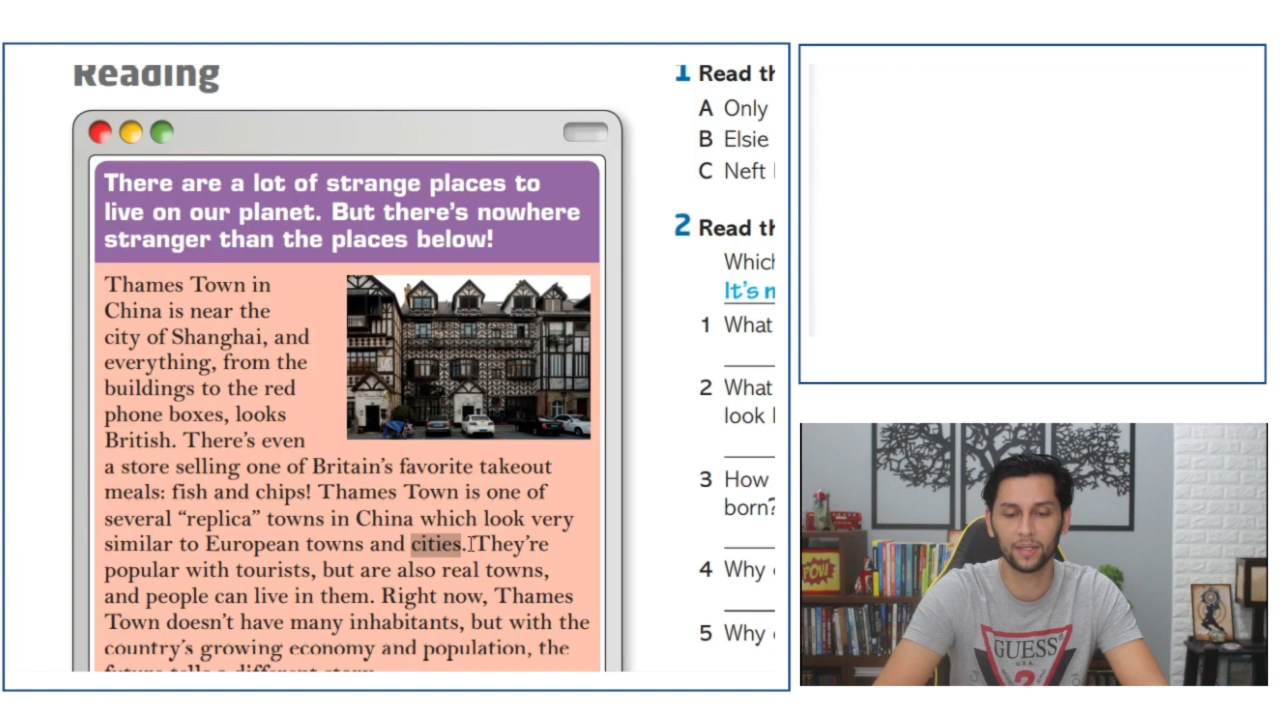 Reading
There are a lot of strange places to
live on our planet. But there's nowhere
stranger than the places below!
Thames Town in
China is near the
city of Shanghai, and
everything, from the
buildings to the red
phone boxes, looks
British. There's even
a store selling one of Britain's favorite takeout
meals: fish and chips! Thames Town is one of
several “replica” towns in China which look very
similar to European towns and cities. They're
popular with tourists, but are also real towns,
and people can live in them. Right now, Thames
Town doesn't have many inhabitants, but with the
country's growing economy and population, the
future tells a different story.
1 Read th
A Only
B Elsie
C Neft
2 Read th
Which
It's n
1 What
2 What
look
3 How
born?
4 Why
5 Why
POW
GUESS
U.S.A.
?